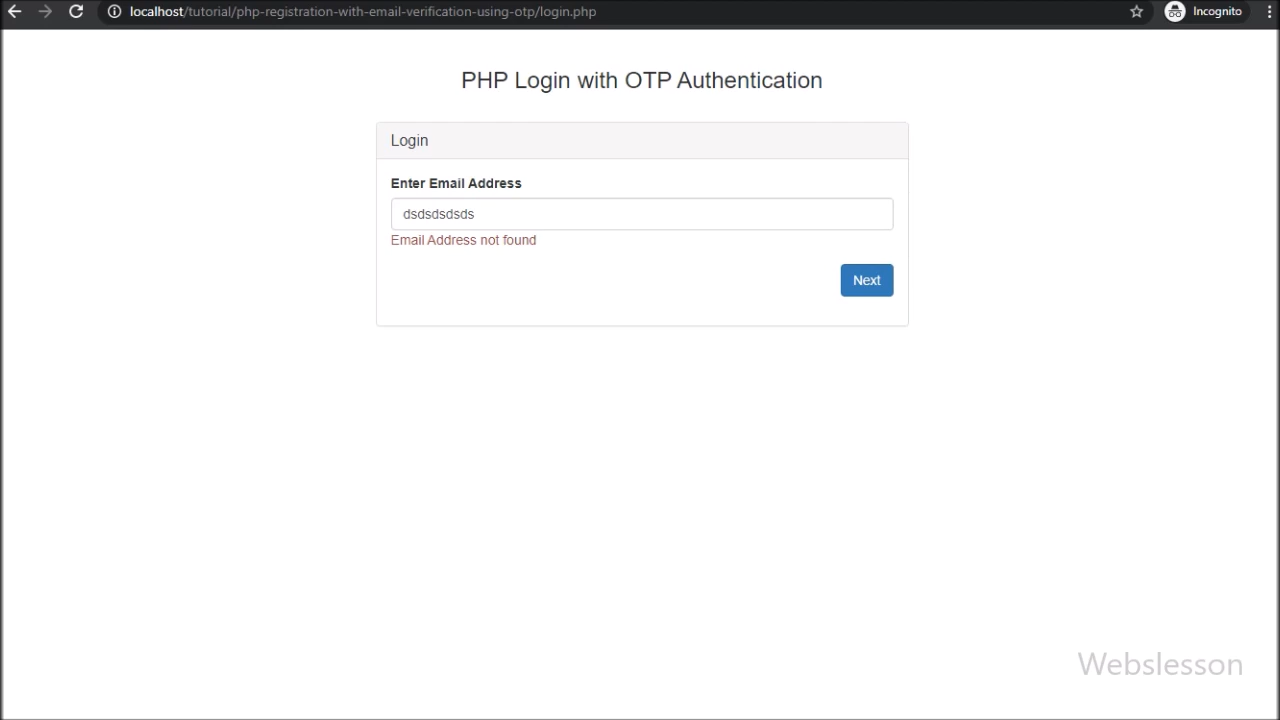 localhost/tutorial/php-registration-with-email-verification-using-otp/login.php
Incognito
PHP Login with OTP Authentication
Login
Enter Email Address
dsdsdsdsds
Email Address not found
Next
Webslesson